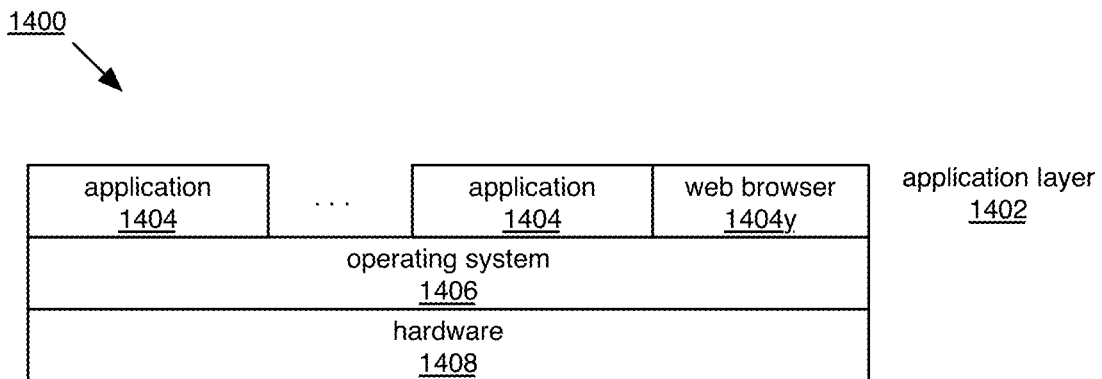 1400
application
1404
. . .
application
1404
web browser
1404y
application layer
1402
operating system
1406
hardware
1408